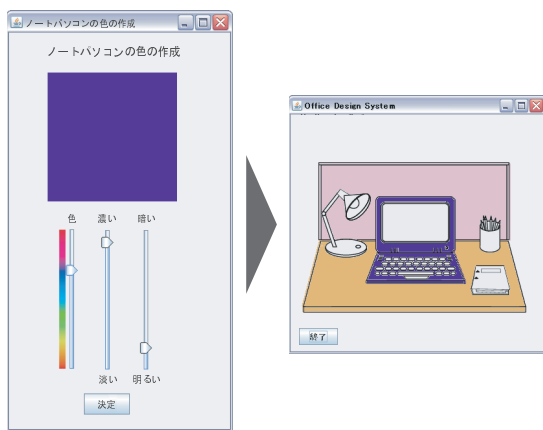 ノートパソコンの色の作成
ノートパソコンの色の作成
色 濃い 暗い
淡い 明るい
決定
Office Design System
終了